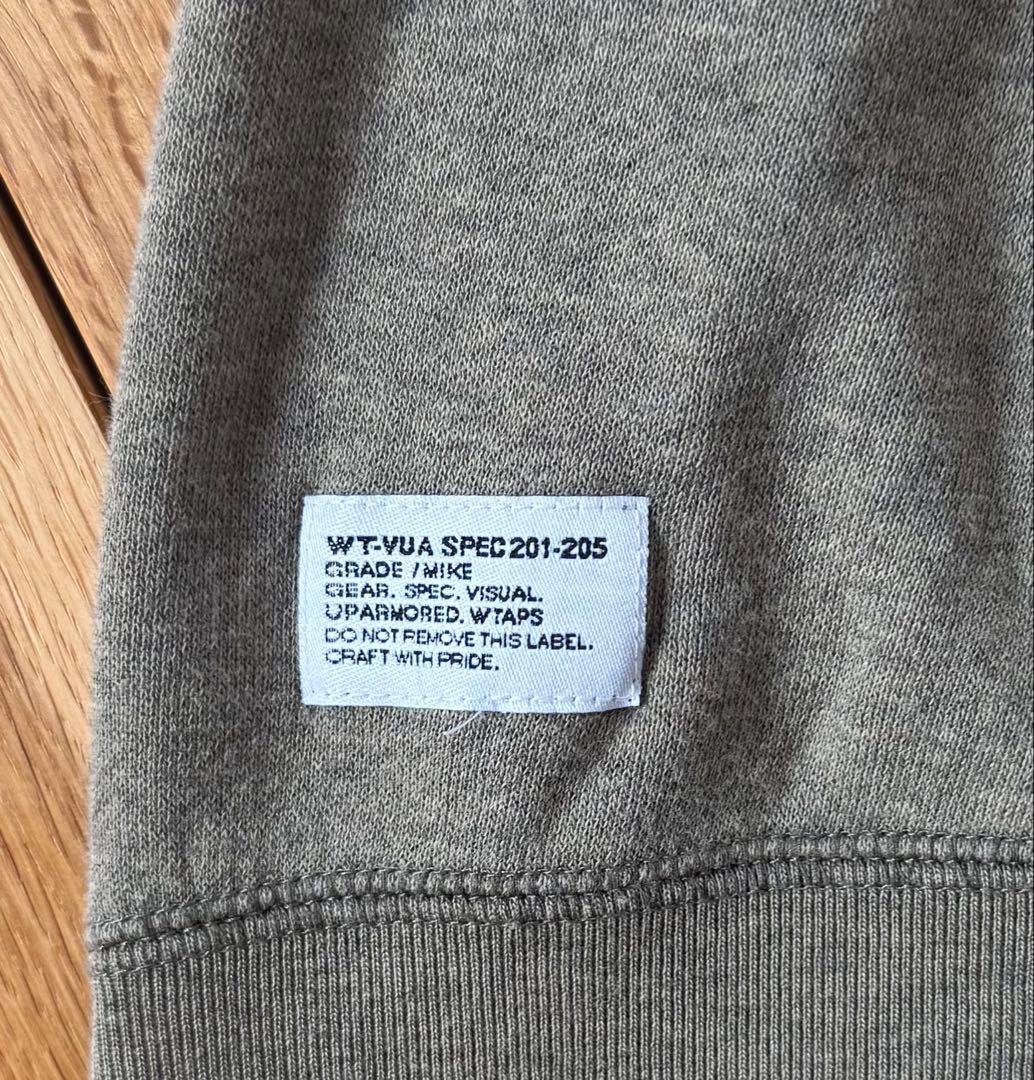 WT-VUA SPEC201-205
GRADE / MIKE
GEAR. SPEC. VISUAL.
UPARMORED. WTAPS
DO NOT REMOVE THIS LABEL.
CRAFT WITH PRIDE.